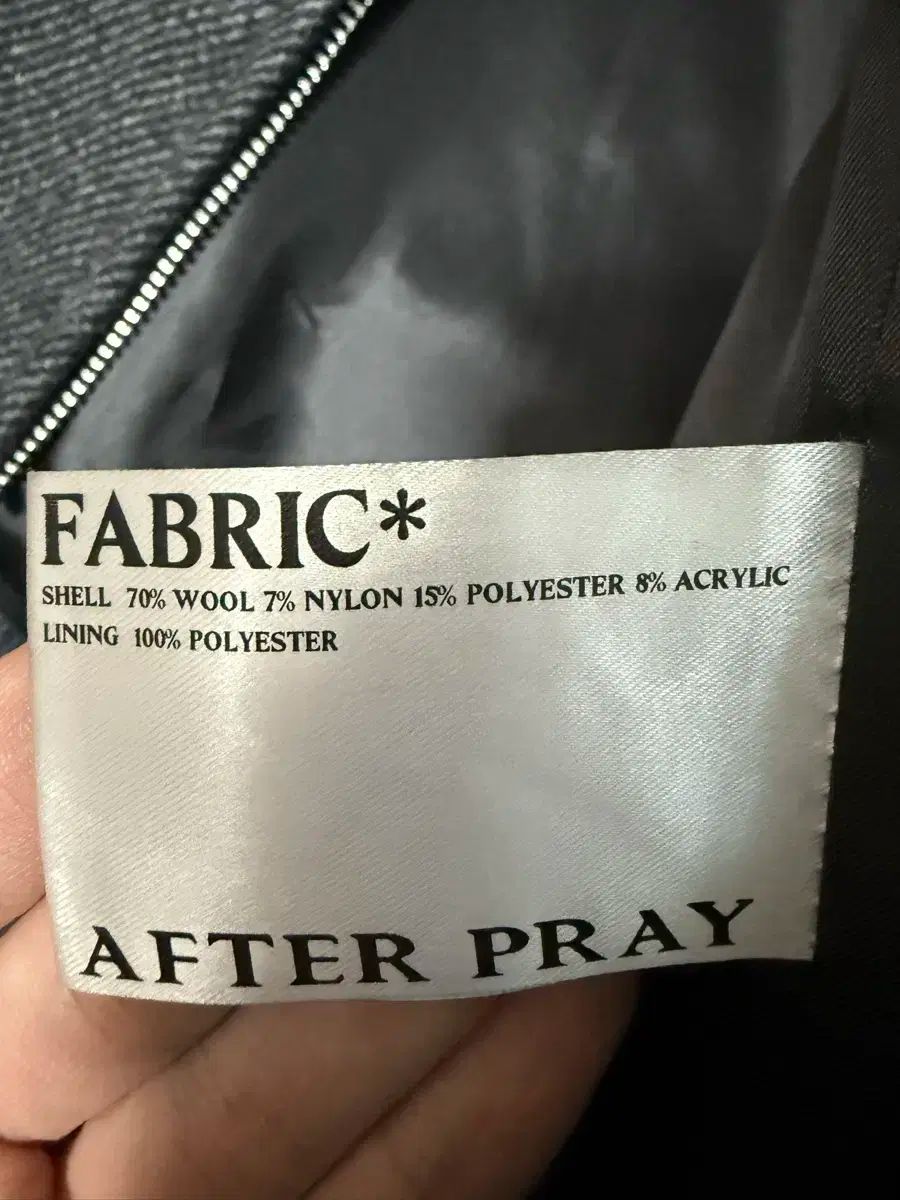 FABRIC*
SHELL 70% WOOL 7% NYLON 15% POLYESTER 8% ACRYLIC
LINING 100% POLYESTER
AFTER PRAY